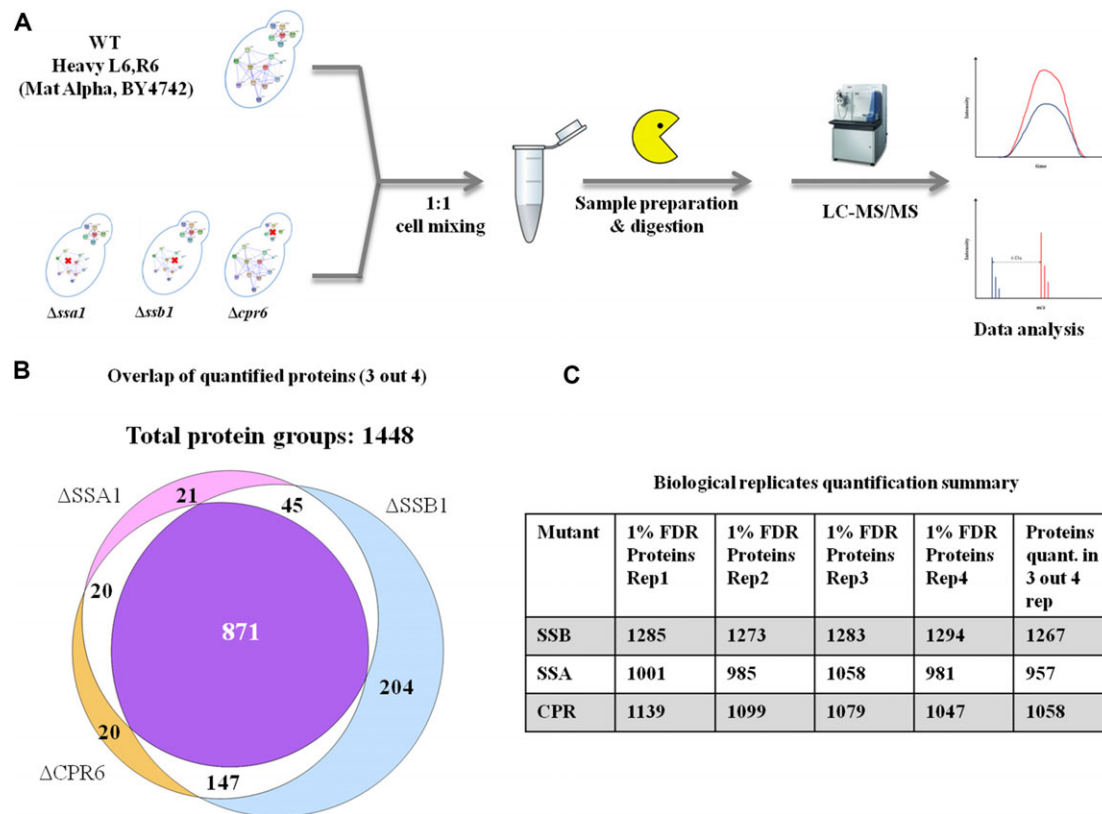 A
WT
Heavy L6,R6
(Mat Alpha, BY4742)
Δssa1
Δssb1
Δcpr6
1:1
cell mixing
Sample preparation
& digestion
LC-MS/MS
Intensity
time
Intensity
m/z
Data analysis
B
Overlap of quantified proteins (3 out 4)
Total protein groups: 1448
ΔSSA1
21
45
ΔSSB1
20
871
204
20
ΔCPR6
147
C
Biological replicates quantification summary
Mutant 1% FDR Proteins Rep1 1% FDR Proteins Rep2 1% FDR Proteins Rep3 1% FDR Proteins Rep4 Proteins quant. in 3 out 4 rep
SSB 1285 1273 1283 1294 1267
SSA 1001 985 1058 981 957
CPR 1139 1099 1079 1047 1058